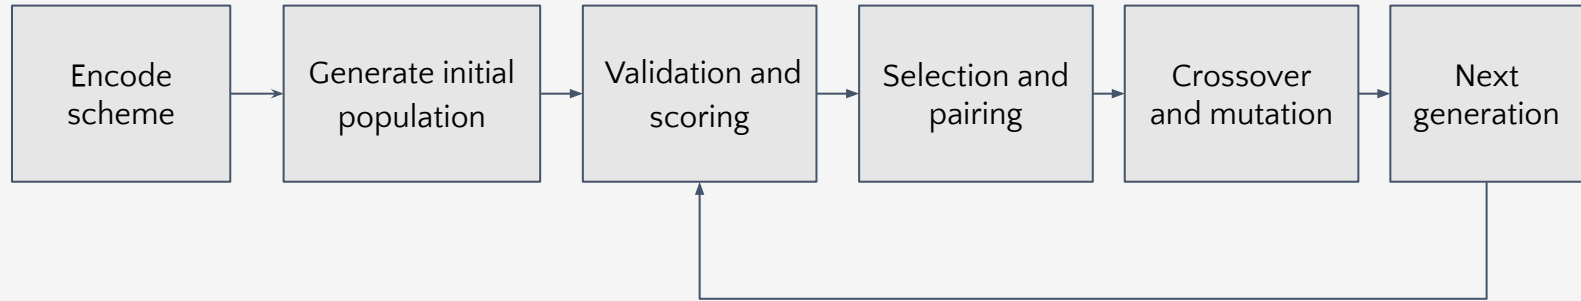 Encode
scheme
Generate initial
population
Validation and
scoring
Selection and
pairing
Crossover
and mutation
Next
generation